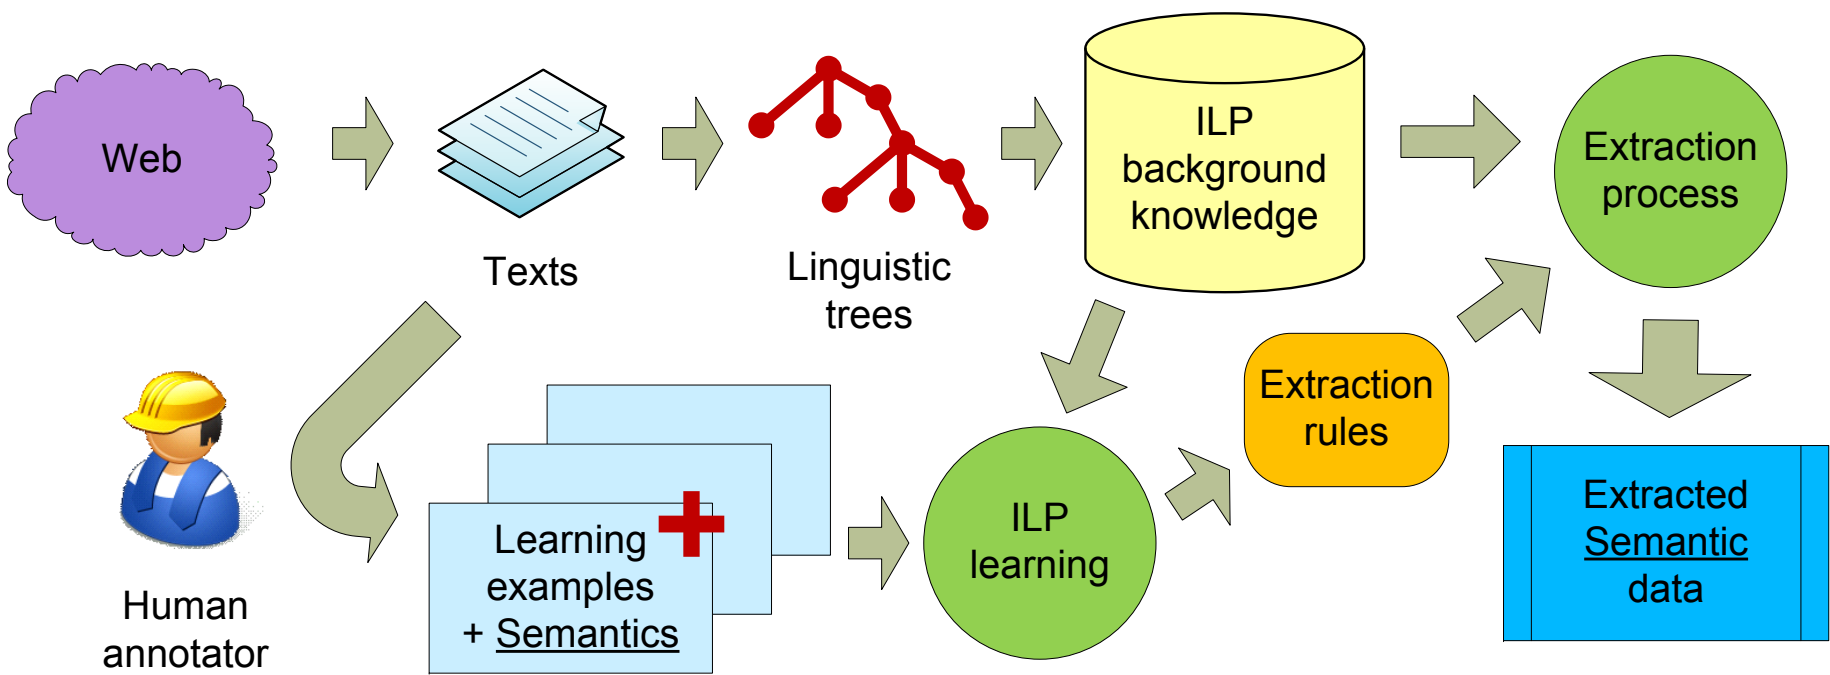 Web
Texts
Linguistic
trees
ILP
background
knowledge
Extraction
process
Human
annotator
Learning
examples
+ Semantics
ILP
learning
Extraction
rules
Extracted
Semantic
data